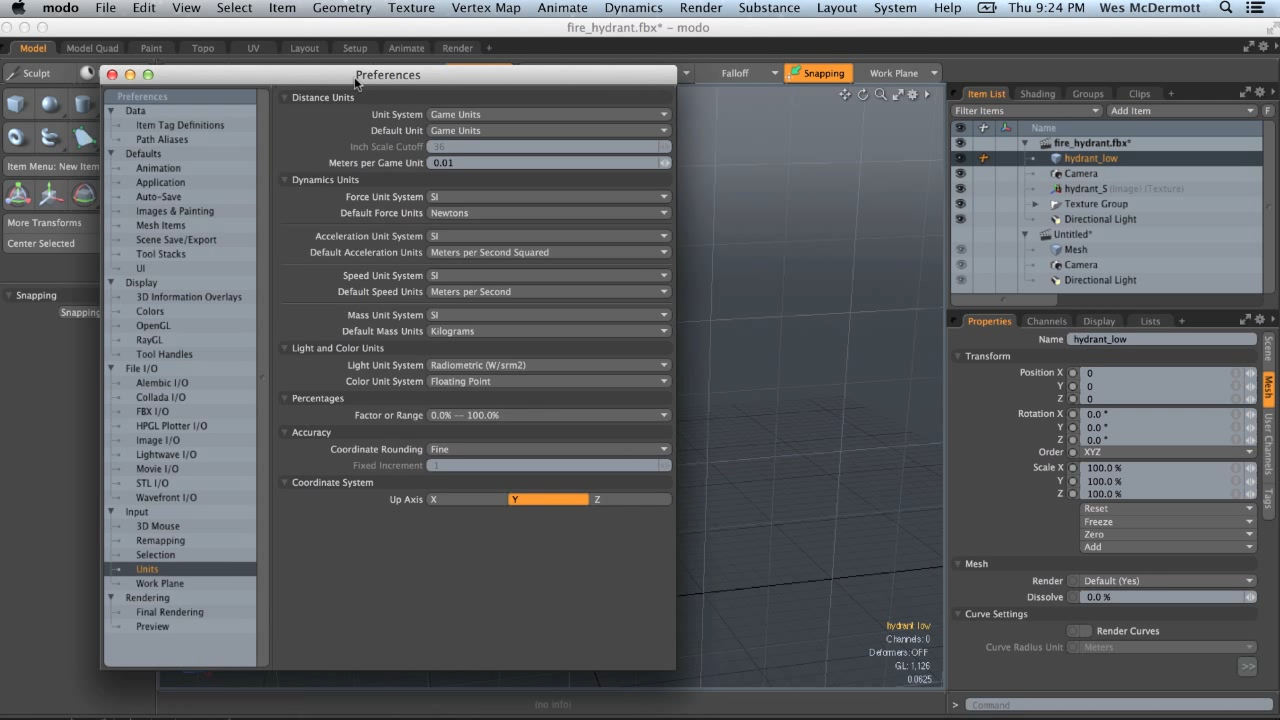 modo File Edit View Select Item Geometry Texture Vertex Map Animate Dynamics Render Substance Layout System Help Thu 9:24 PM Wes McDermott
fire_hydrant.fbx* – modo
Model Model Quad Paint Topo UV Layout Setup Animate Render +
Sculpt
Falloff Snapping Work Plane
Item Menu: New Item
More Transforms
Center Selected
Snapping
Snapping
Preferences
Preferences
Data
Item Tag Definitions
Path Aliases
Defaults
Animation
Application
Auto-Save
Images & Painting
Mesh Items
Scene Save/Export
Tool Stacks
UI
Display
3D Information Overlays
Colors
OpenGL
RayGL
Tool Handles
File I/O
Alembic I/O
Collada I/O
FBX I/O
HPGL Plotter I/O
Image I/O
Lightwave I/O
Movie I/O
STL I/O
Wavefront I/O
Input
3D Mouse
Remapping
Selection
Units
Work Plane
Rendering
Final Rendering
Preview
Distance Units
Unit System Game Units
Default Unit Game Units
Inch Scale Cutoff 36
Meters per Game Unit 0.01
Dynamics Units
Force Unit System SI
Default Force Units Newtons
Acceleration Unit System SI
Default Acceleration Units Meters per Second Squared
Speed Unit System SI
Default Speed Units Meters per Second
Mass Unit System SI
Default Mass Units Kilograms
Light and Color Units
Light Unit System Radiometric (W/srm2)
Color Unit System Floating Point
Percentages
Factor or Range 0.0% -- 100.0%
Accuracy
Coordinate Rounding Fine
Fixed Increment 1
Coordinate System
Up Axis X Y Z
hydrant_low
Channels: 0
Deformers: OFF
GL: 1,126
0.0625
(no info)
Item List Shading Groups Clips +
Filter Items Add Item F
Name
fire_hydrant.fbx*
hydrant_low
Camera
hydrant_S (Image) (Texture)
Texture Group
Directional Light
Untitled*
Mesh
Camera
Directional Light
Properties Channels Display Lists +
Name hydrant_low
Transform
Position X 0
Y 0
Z 0
Rotation X 0.0 °
Y 0.0 °
Z 0.0 °
Order XYZ
Scale X 100.0 %
Y 100.0 %
Z 100.0 %
Reset
Freeze
Zero
Add
Mesh
Render Default (Yes)
Dissolve 0.0 %
Curve Settings
Render Curves
Curve Radius Unit Meters
>>
Scene
Mesh
User Channels
Tags
> Command